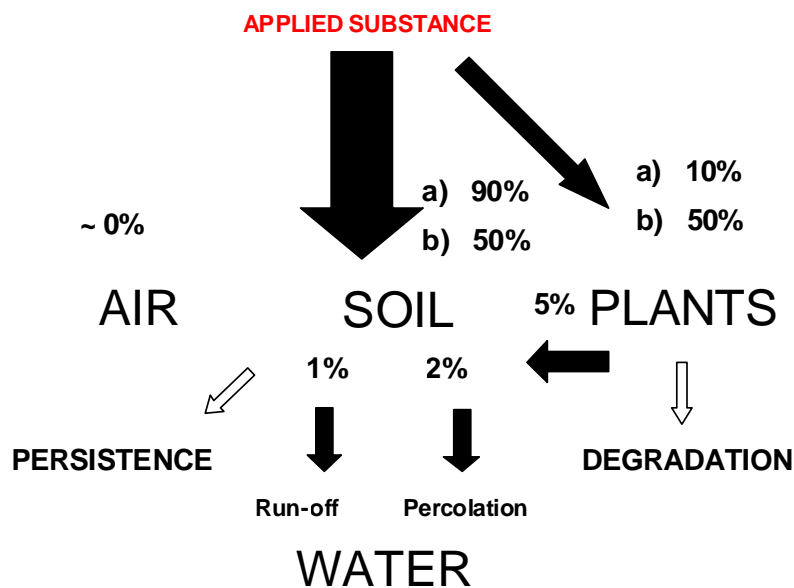 APPLIED SUBSTANCE
a) 90%
b) 50%
a) 10%
b) 50%
~ 0%
AIR
SOIL
5%
PLANTS
1%
2%
PERSISTENCE
DEGRADATION
Run-off
Percolation
WATER